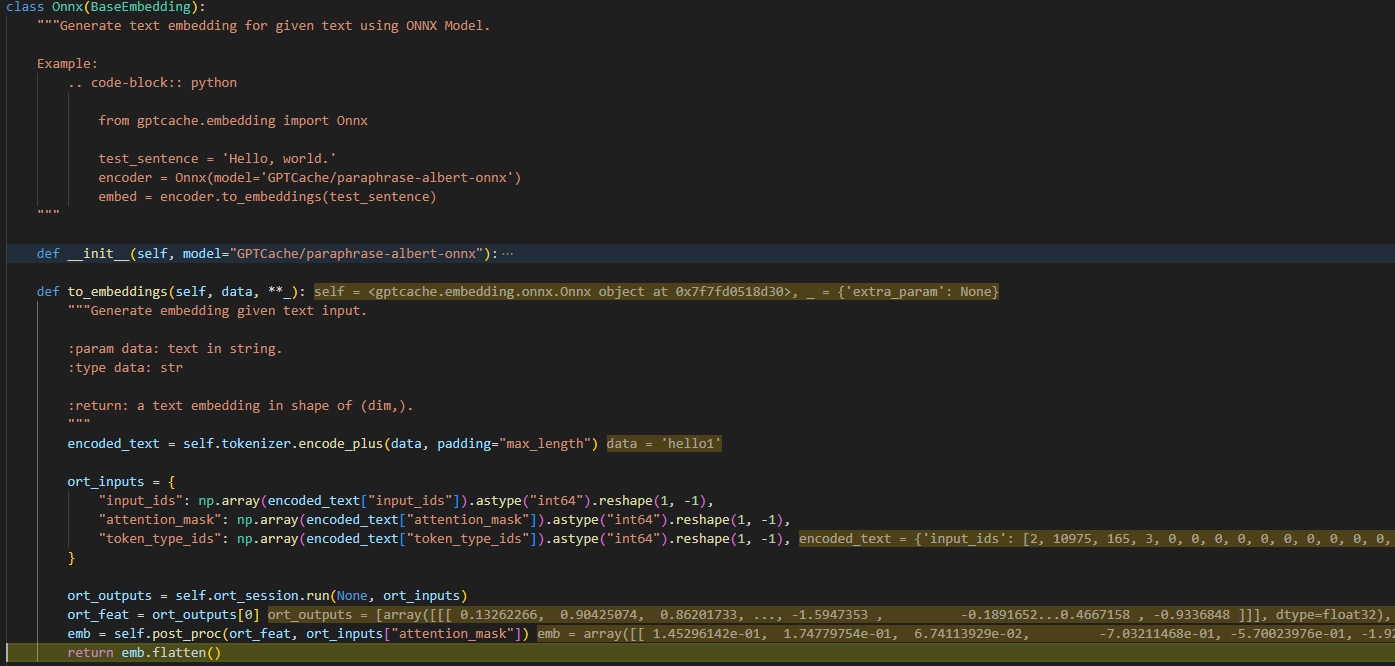 class Onnx(BaseEmbedding):
"""Generate text embedding for given text using ONNX Model.
Example:
.. code-block:: python
from gptcache.embedding import Onnx
test_sentence = 'Hello, world.'
encoder = Onnx(model='GPTCache/paraphrase-albert-onnx')
embed = encoder.to_embeddings(test_sentence)
"""
def __init__(self, model="GPTCache/paraphrase-albert-onnx"):···
def to_embeddings(self, data, **_): self = <gptcache.embedding.onnx.Onnx object at 0x7f7fd0518d30>, _ = {'extra_param': None}
"""Generate embedding given text input.
:param data: text in string.
:type data: str
:return: a text embedding in shape of (dim,).
"""
encoded_text = self.tokenizer.encode_plus(data, padding="max_length") data = 'hello1'
ort_inputs = {
"input_ids": np.array(encoded_text["input_ids"]).astype("int64").reshape(1, -1),
"attention_mask": np.array(encoded_text["attention_mask"]).astype("int64").reshape(1, -1),
"token_type_ids": np.array(encoded_text["token_type_ids"]).astype("int64").reshape(1, -1), encoded_text = {'input_ids': [2, 10975, 165, 3, 0, 0, 0, 0, 0, 0, 0, 0, 0,
}
ort_outputs = self.ort_session.run(None, ort_inputs)
ort_feat = ort_outputs[0] ort_outputs = [array([[[ 0.13262266, 0.90425074, 0.86201733, ..., -1.5947353 , -0.1891652...0.4667158 , -0.9336848 ]]], dtype=float32),
emb = self.post_proc(ort_feat, ort_inputs["attention_mask"]) emb = array([[ 1.45296142e-01, 1.74779754e-01, 6.74113929e-02, -7.03211468e-01, -5.70023976e-01, -1.92
return emb.flatten()